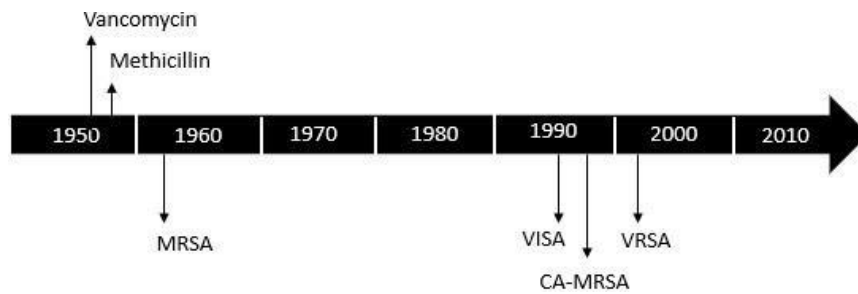 Vancomycin
Methicillin
1950 1960 1970 1980 1990 2000 2010
MRSA VISA VRSA
CA-MRSA